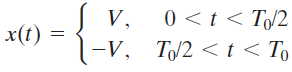 x(t) = { V, 0 < t < T₀/2
-V, T₀/2 < t < T₀